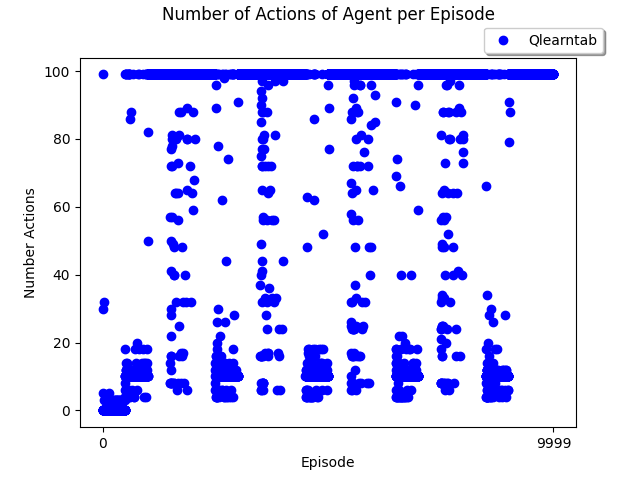 Number of Actions of Agent per Episode
Qlearntab
100
80
60
40
20
0
Number Actions
0
9999
Episode